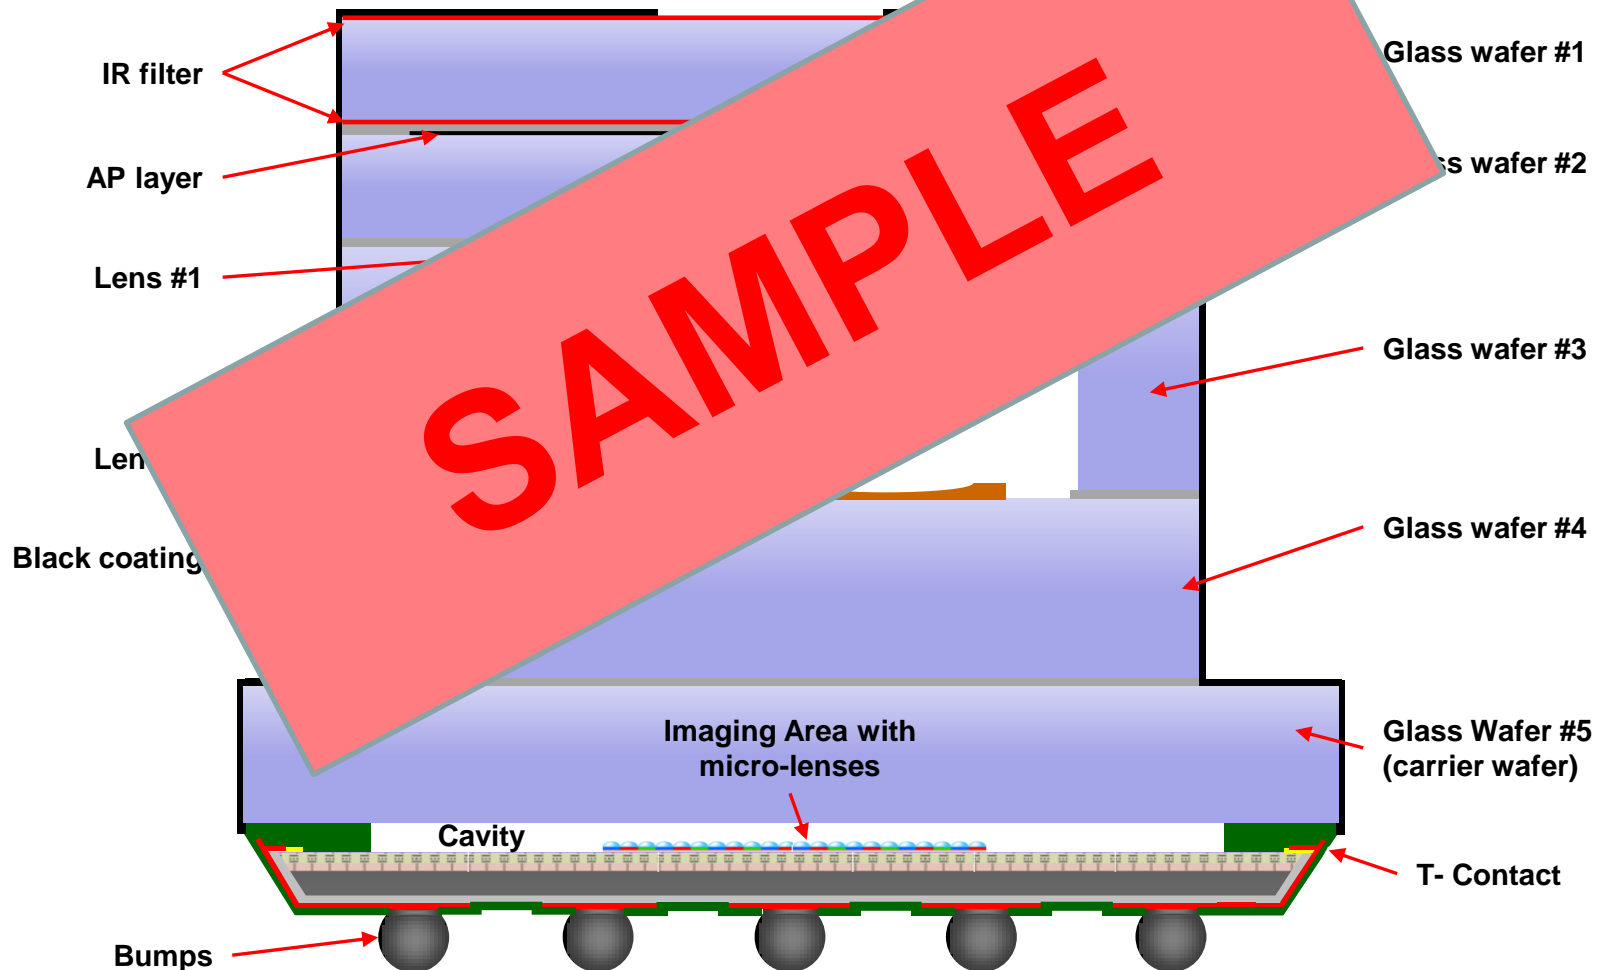 IR filter
AP layer
Lens #1
Black coating
Bumps
SAMPLE
Imaging Area with
micro-lenses
Cavity
Glass wafer #1
wafer #2
Glass wafer #3
Glass wafer #4
Glass Wafer #5
(carrier wafer)
T- Contact